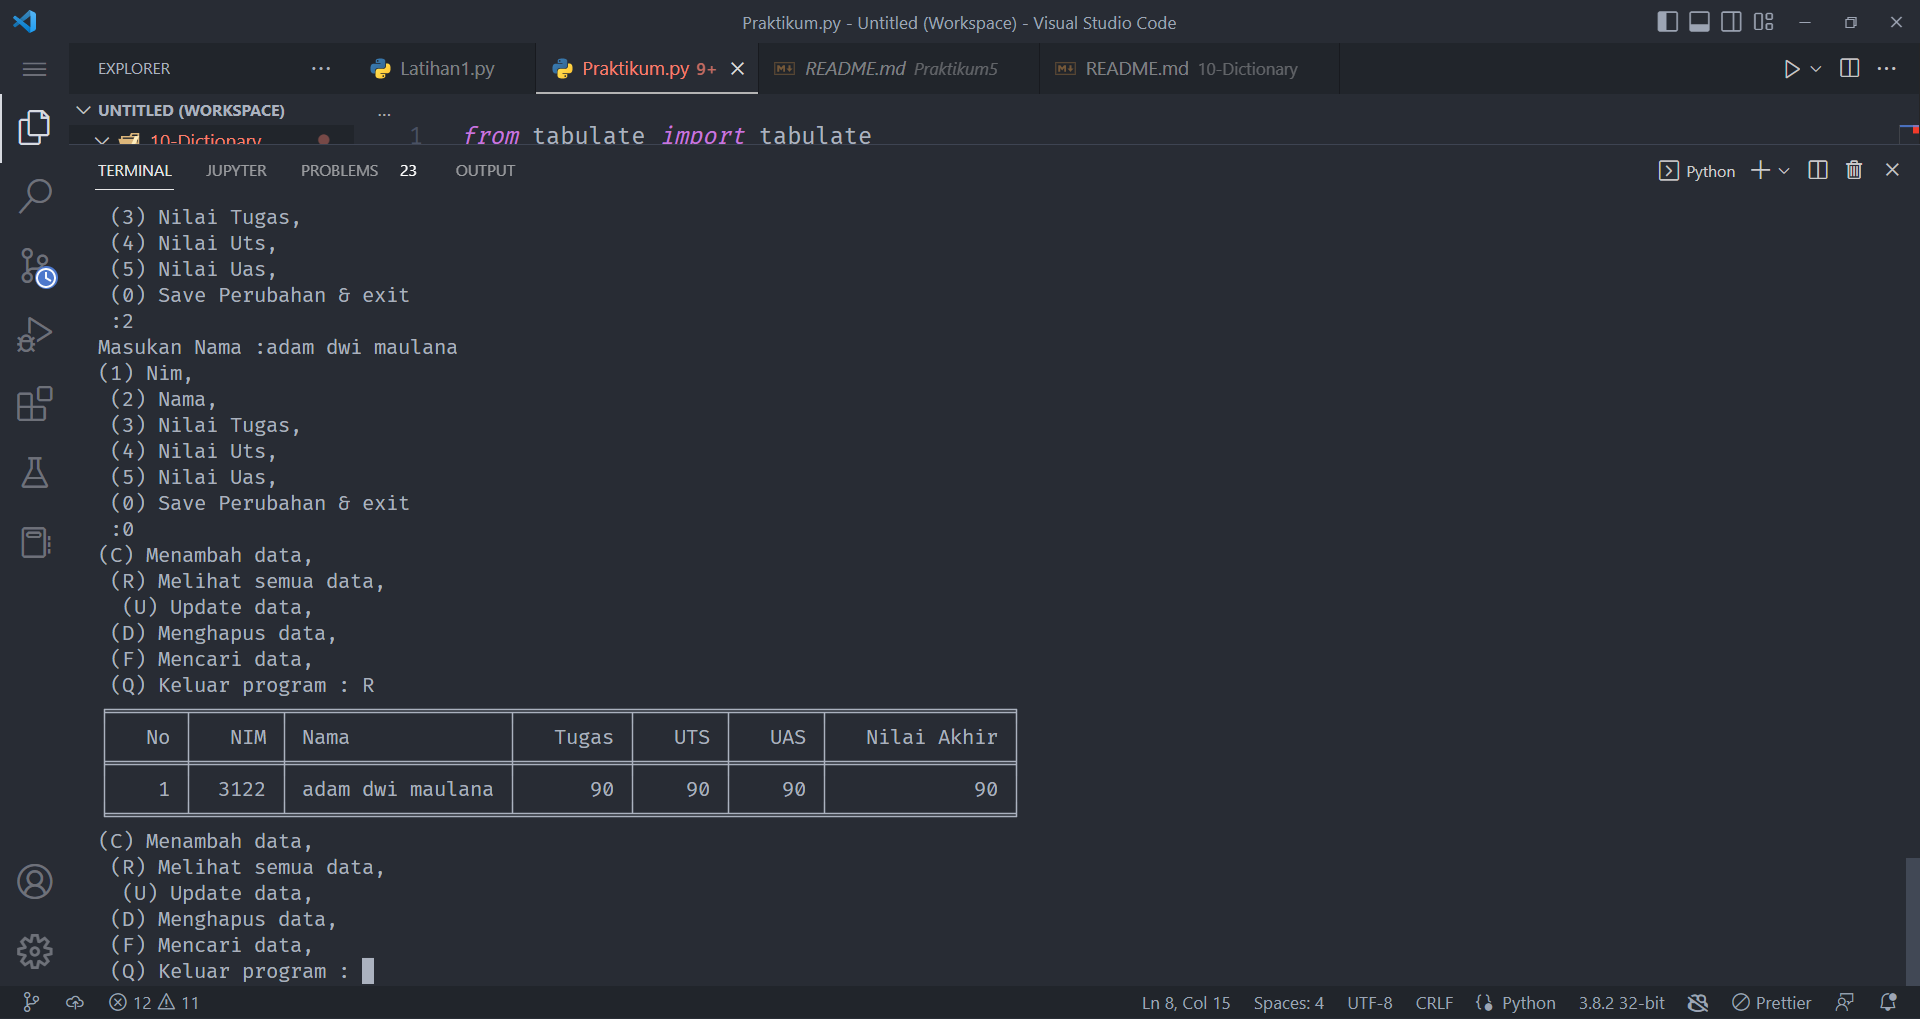 Praktikum.py - Untitled (Workspace) - Visual Studio Code
EXPLORER ...
Latihan1.py
Praktikum.py 9+
README.md Praktikum5
README.md 10-Dictionary
UNTITLED (WORKSPACE) ...
10-Dictionary
1 from tabulate import tabulate
TERMINAL JUPYTER PROBLEMS 23 OUTPUT
Python
(3) Nilai Tugas,
(4) Nilai Uts,
(5) Nilai Uas,
(0) Save Perubahan & exit
:2
Masukan Nama :adam dwi maulana
(1) Nim,
(2) Nama,
(3) Nilai Tugas,
(4) Nilai Uts,
(5) Nilai Uas,
(0) Save Perubahan & exit
:0
(C) Menambah data,
(R) Melihat semua data,
(U) Update data,
(D) Menghapus data,
(F) Mencari data,
(Q) Keluar program : R
No NIM Nama Tugas UTS UAS Nilai Akhir
1 3122 adam dwi maulana 90 90 90 90
(C) Menambah data,
(R) Melihat semua data,
(U) Update data,
(D) Menghapus data,
(F) Mencari data,
(Q) Keluar program :
12 11 Ln 8, Col 15 Spaces: 4 UTF-8 CRLF Python 3.8.2 32-bit Prettier